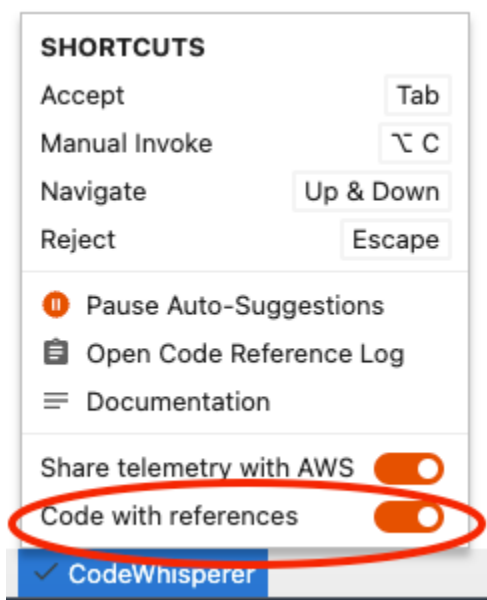 SHORTCUTS
Accept Tab
Manual Invoke ⌥ C
Navigate Up & Down
Reject Escape
Pause Auto-Suggestions
Open Code Reference Log
Documentation
Share telemetry with AWS
Code with references
CodeWhisperer